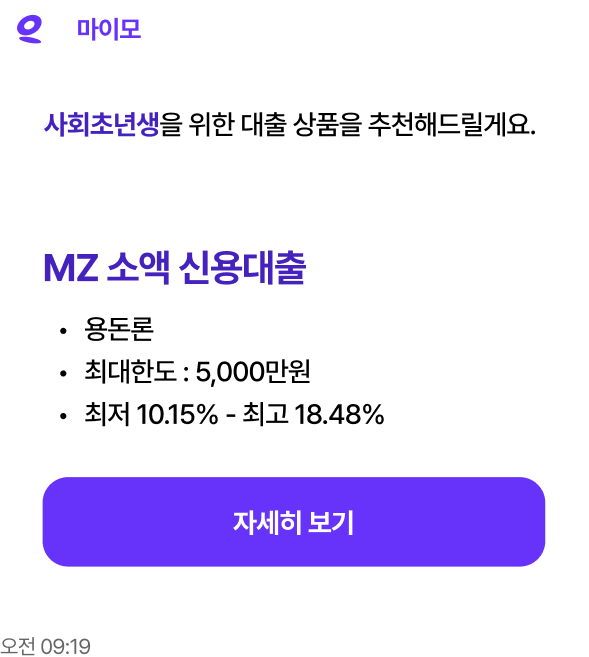 마이모
사회초년생을 위한 대출 상품을 추천해드릴게요.
MZ 소액 신용대출
• 용돈론
• 최대한도 : 5,000만원
• 최저 10.15% - 최고 18.48%
자세히 보기
오전 09:19